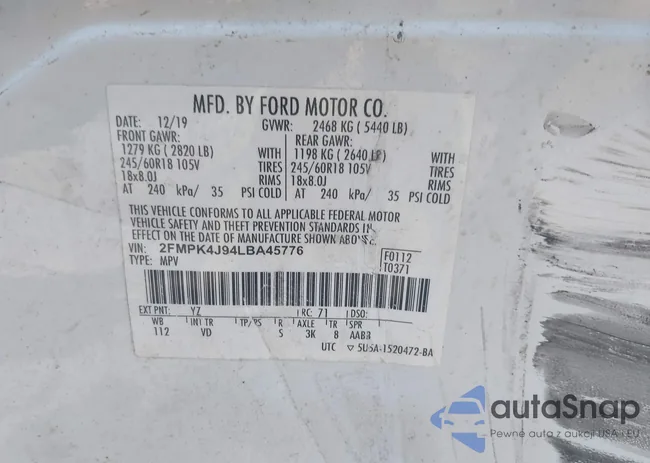 MFD. BY FORD MOTOR CO.
DATE: 12/19 GVWR: 2468 KG (5440 LB)
FRONT GAWR: REAR GAWR:
1279 KG (2820 LB) WITH 1198 KG (2640 LB) WITH
245/60R18 105V TIRES 245/60R18 105V TIRES
18x8.0J RIMS 18x8.0J RIMS
AT 240 kPa/ 35 PSI COLD AT 240 kPa/ 35 PSI COLD
THIS VEHICLE CONFORMS TO ALL APPLICABLE FEDERAL MOTOR
VEHICLE SAFETY AND THEFT PREVENTION STANDARDS IN
EFFECT ON THE DATE OF MANUFACTURE SHOWN ABOVE.
VIN: 2FMPK4J94LBA45776 F0112
TYPE: MPV T0371
EXT PNT: YZ RC: 71 DSO:
WB INT TR TP/PS R AXLE TR SPR
112 VD S 3K 8 AABB
UTC ▽ 5U5A-1520472-BA
autaSnap
Pewne auta z aukcji USA i EU